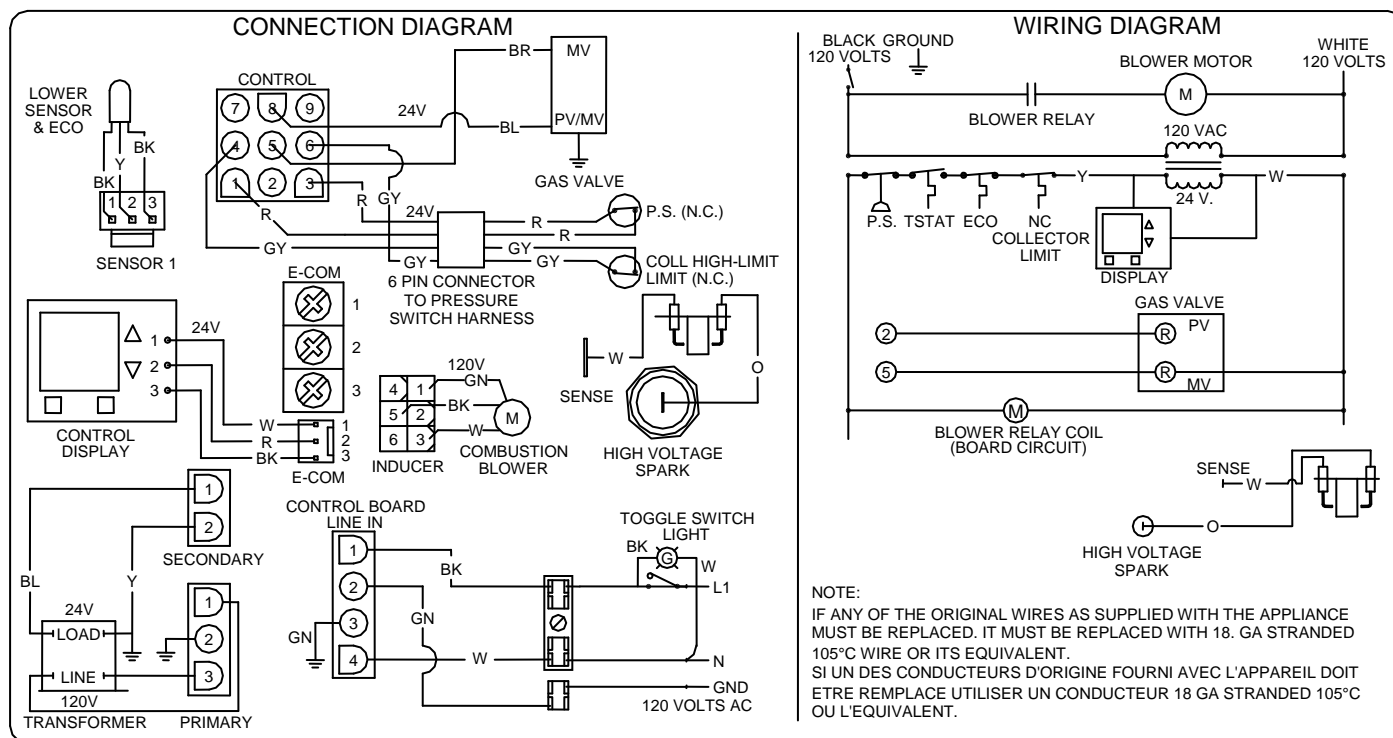 CONNECTION DIAGRAM
LOWER
SENSOR
& ECO
BK
Y
BK
1 2 3
SENSOR 1
CONTROL
7 8 9
4 5 6
1 2 3
24V
BR
BL
MV
PV/MV
GAS VALVE
R
R
GY
24V
GY
GY
R
R
GY
GY
P.S. (N.C.)
COLL HIGH-LIMIT
LIMIT (N.C.)
6 PIN CONNECTOR
TO PRESSURE
SWITCH HARNESS
E-COM
1
2
3
24V
1
2
3
CONTROL
DISPLAY
W
R
BK
1
2
3
E-COM
4 1
5 2
6 3
INDUCER
120V
GN
BK
W
M
COMBUSTION
BLOWER
W
SENSE
O
HIGH VOLTAGE
SPARK
1
2
SECONDARY
BL
Y
24V
LOAD
LINE
120V
TRANSFORMER
1
2
3
PRIMARY
CONTROL BOARD
LINE IN
1
2
3
4
GN
BK
GN
W
TOGGLE SWITCH
LIGHT
BK
G
W
L1
N
GND
120 VOLTS AC
WIRING DIAGRAM
BLACK GROUND
120 VOLTS
WHITE
120 VOLTS
BLOWER MOTOR
M
BLOWER RELAY
120 VAC
24 V.
Y
W
P.S. TSTAT ECO NC
COLLECTOR
LIMIT
DISPLAY
GAS VALVE
2
R
PV
5
R
MV
M
BLOWER RELAY COIL
(BOARD CIRCUIT)
SENSE
W
O
HIGH VOLTAGE
SPARK
NOTE:
IF ANY OF THE ORIGINAL WIRES AS SUPPLIED WITH THE APPLIANCE
MUST BE REPLACED. IT MUST BE REPLACED WITH 18. GA STRANDED
105°C WIRE OR ITS EQUIVALENT.
SI UN DES CONDUCTEURS D'ORIGINE FOURNI AVEC L'APPAREIL DOIT
ETRE REMPLACE UTILISER UN CONDUCTEUR 18 GA STRANDED 105°C
OU L'EQUIVALENT.